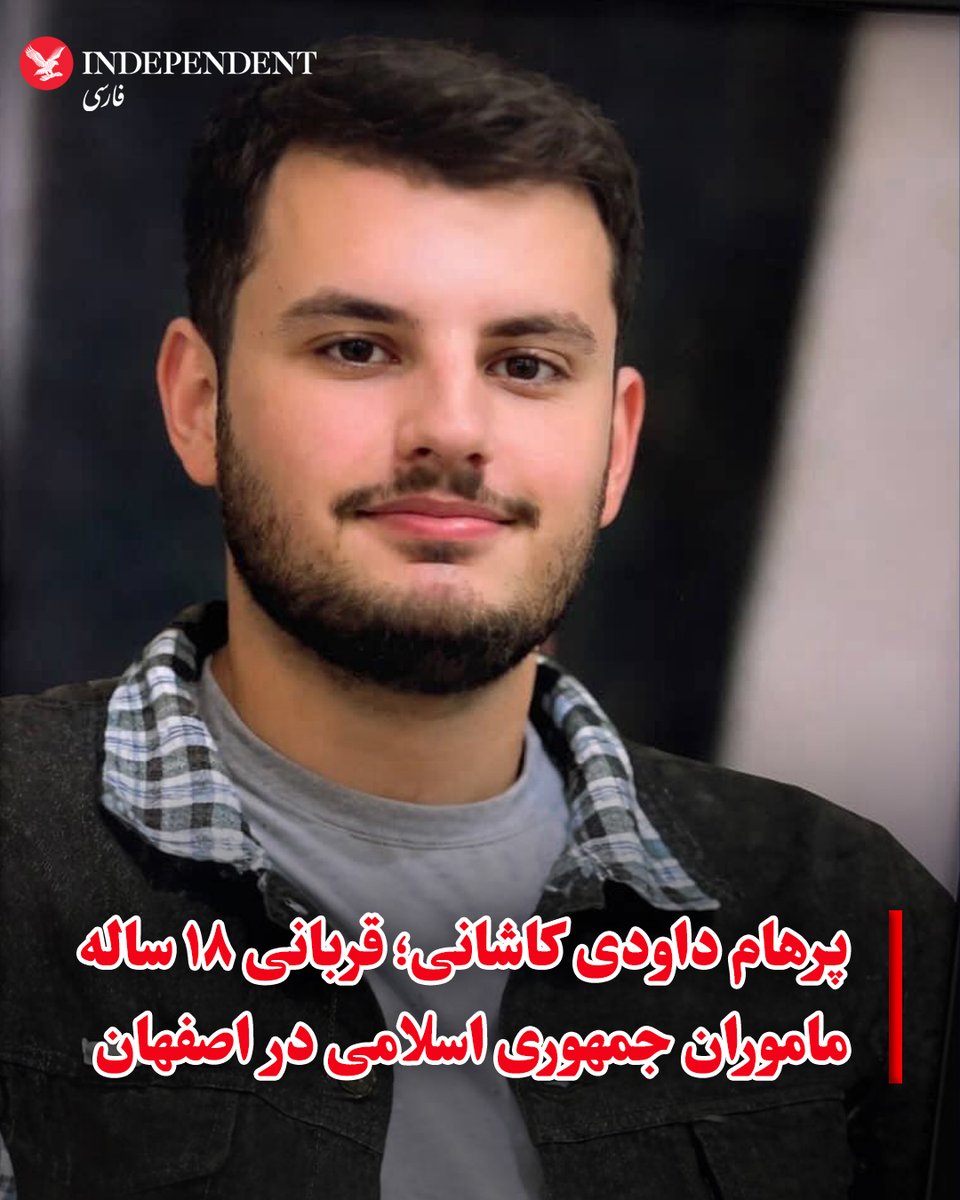 INDEPENDENT
فارسی
پرهام داودی کاشانی؛ قربانی ۱۸ ساله
ماموران جمهوری اسلامی در اصفهان